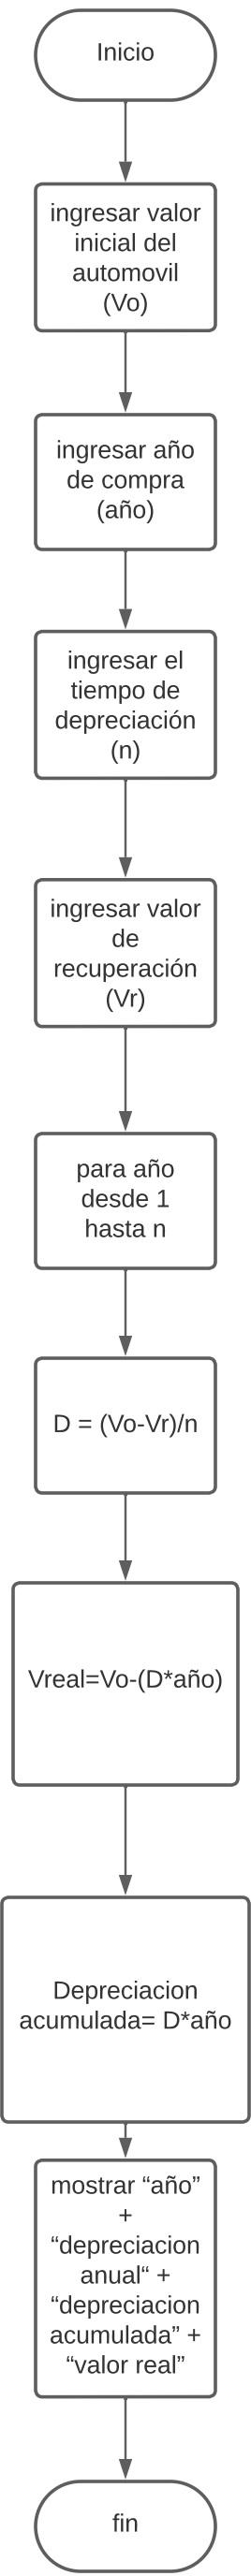 Inicio
ingresar valor
inicial del
automovil
(Vo)
ingresar año
de compra
(año)
ingresar el
tiempo de
depreciación
(n)
ingresar valor
de
recuperación
(Vr)
para año
desde 1
hasta n
D = (Vo-Vr)/n
Vreal=Vo-(D*año)
Depreciacion
acumulada= D*año
mostrar “año”
+
“depreciacion
anual“ +
“depreciacion
acumulada” +
“valor real”
fin